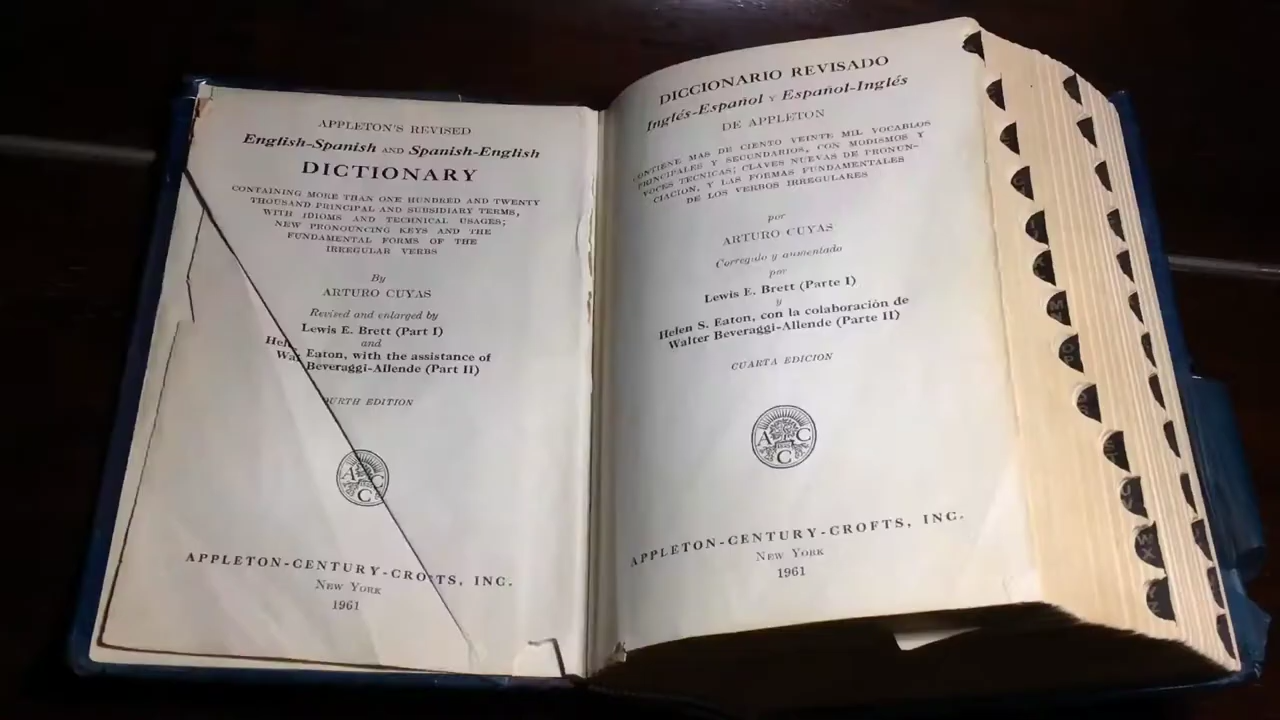 APPLETON'S REVISED
English-Spanish AND Spanish-English
DICTIONARY
CONTAINING MORE THAN ONE HUNDRED AND TWENTY
THOUSAND PRINCIPAL AND SUBSIDIARY TERMS,
WITH IDIOMS AND TECHNICAL USAGES;
NEW PRONOUNCING KEYS AND THE
FUNDAMENTAL FORMS OF THE
IRREGULAR VERBS
By
ARTURO CUYAS
Revised and enlarged by
Lewis E. Brett (Part I)
and
Eaton, with the assistance of
Beveraggi-Allende (Part II)
EDITION
A C C
APPLETON-CENTURY-CROFTS, INC.
New York
1961
DICCIONARIO REVISADO
Inglés-Español Y Español-Inglés
DE APPLETON
CONTIENE MAS DE CIENTO VEINTE MIL VOCABLOS
PRINCIPALES Y SECUNDARIOS, CON MODISMOS Y
VOCES TECNICAS; CLAVES NUEVAS DE PRONUN-
CIACION, Y LAS FORMAS FUNDAMENTALES
DE LOS VERBOS IRREGULARES
por
ARTURO CUYAS
Corregido y aumentado
por
Lewis E. Brett (Parte I)
y
Helen S. Eaton, con la colaboración de
Walter Beveraggi-Allende (Parte II)
CUARTA EDICION
A C C
APPLETON-CENTURY-CROFTS, INC.
New York
1961
MN
OP
ST
UV
WX
YZ